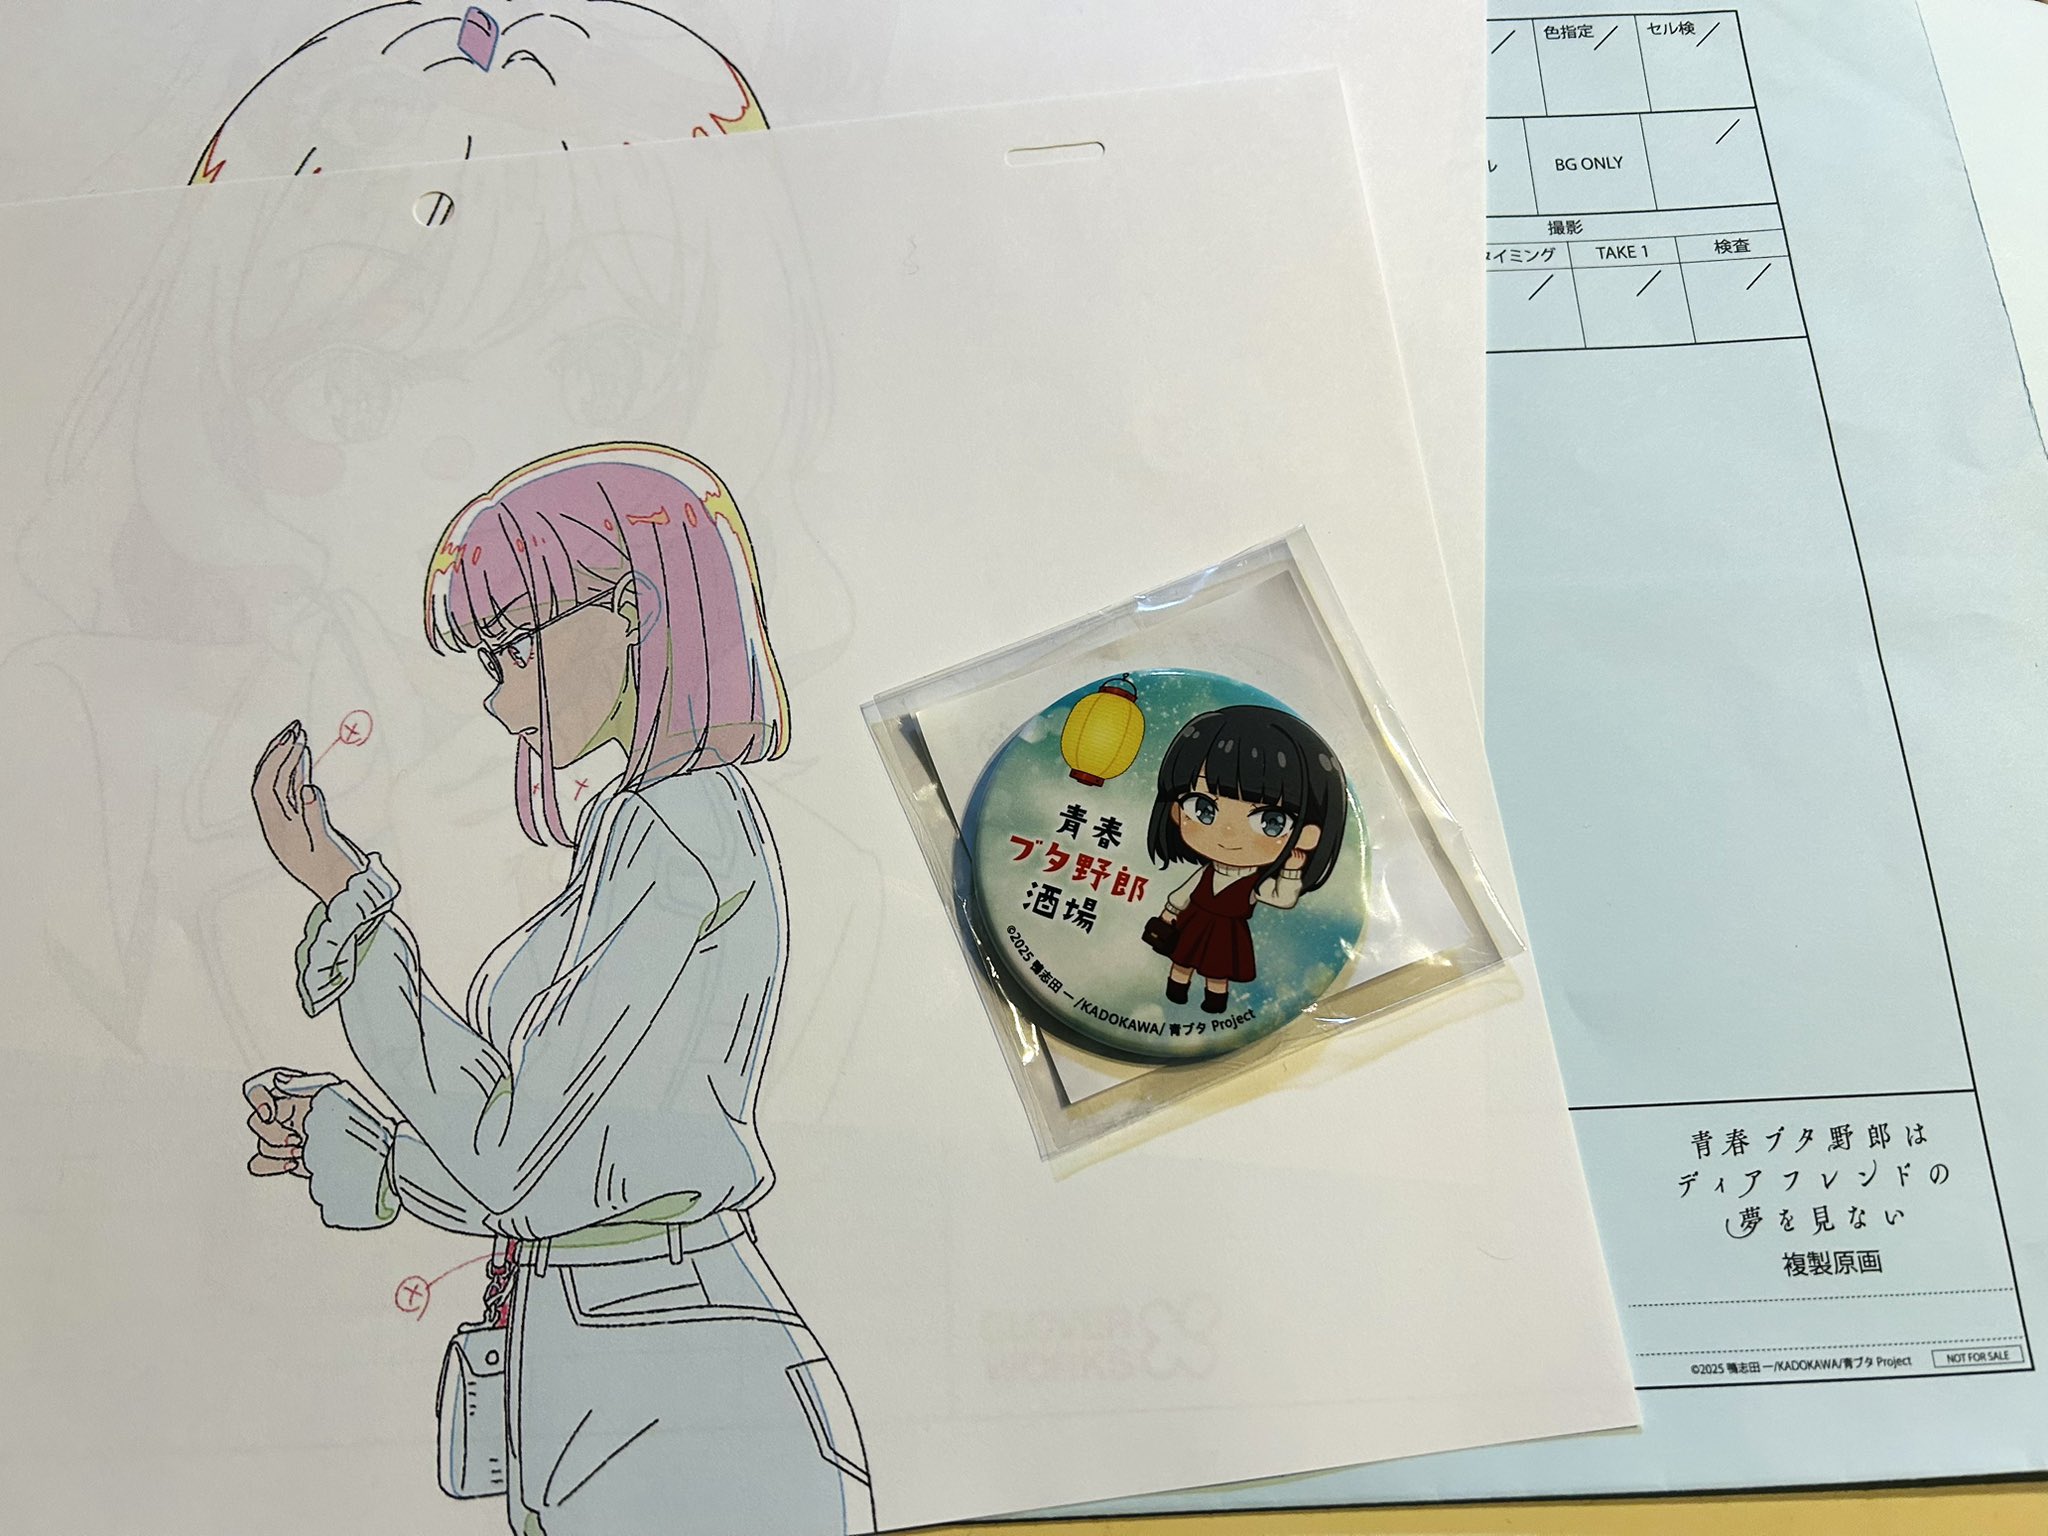 色指定
セル検
BG ONLY
撮影
タイミング
TAKE 1
検査
青春
ブタ野郎
酒場
©2025 鴨志田 一/KADOKAWA/ 青ブタ Project
青春ブタ野郎は
ディアフレンドの
夢を見ない
複製原画
©2025 鴨志田 一/KADOKAWA/青ブタ Project
NOT FOR SALE